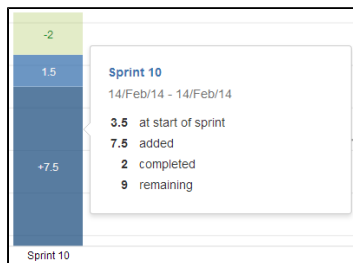 -2
1.5
+7.5
Sprint 10
Sprint 10
14/Feb/14 - 14/Feb/14
3.5 at start of sprint
7.5 added
2 completed
9 remaining